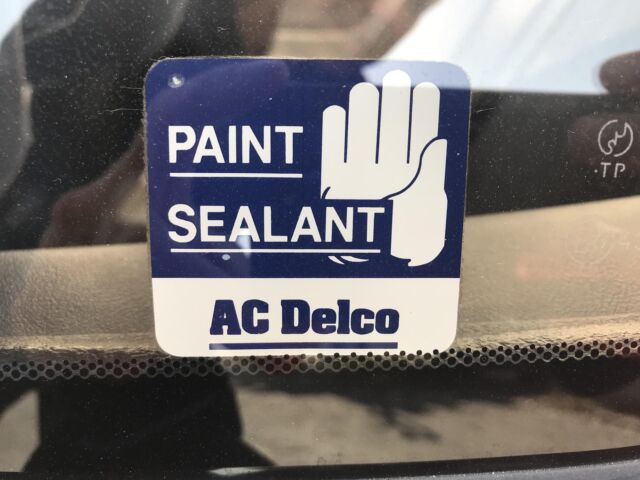 PAINT
SEALANT
AC Delco
.TP